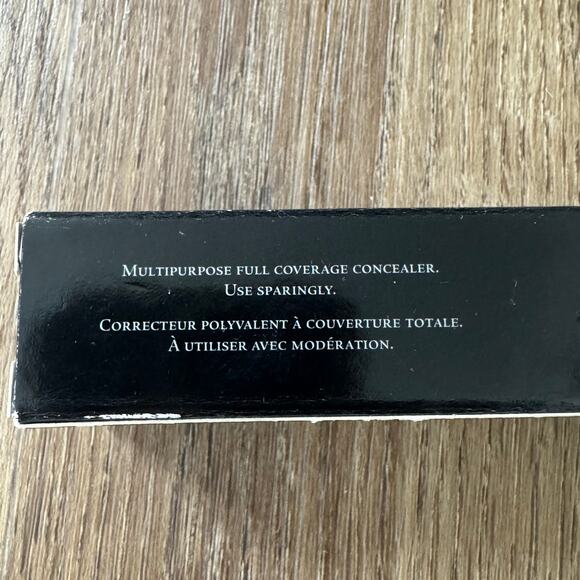 Multipurpose full coverage concealer.
Use sparingly.
Correcteur polyvalent à couverture totale.
À utiliser avec modération.